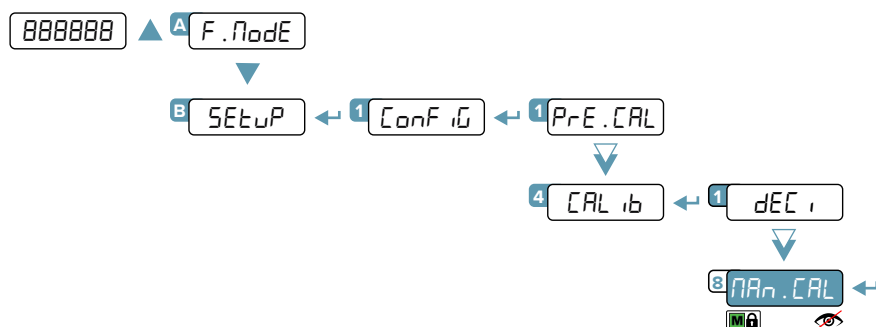 888888 A F.ModE
B SEtuP 1 ConFiG 1 PrE.CAL
4 CALib 1 dECi
8 MAn.CAL
M